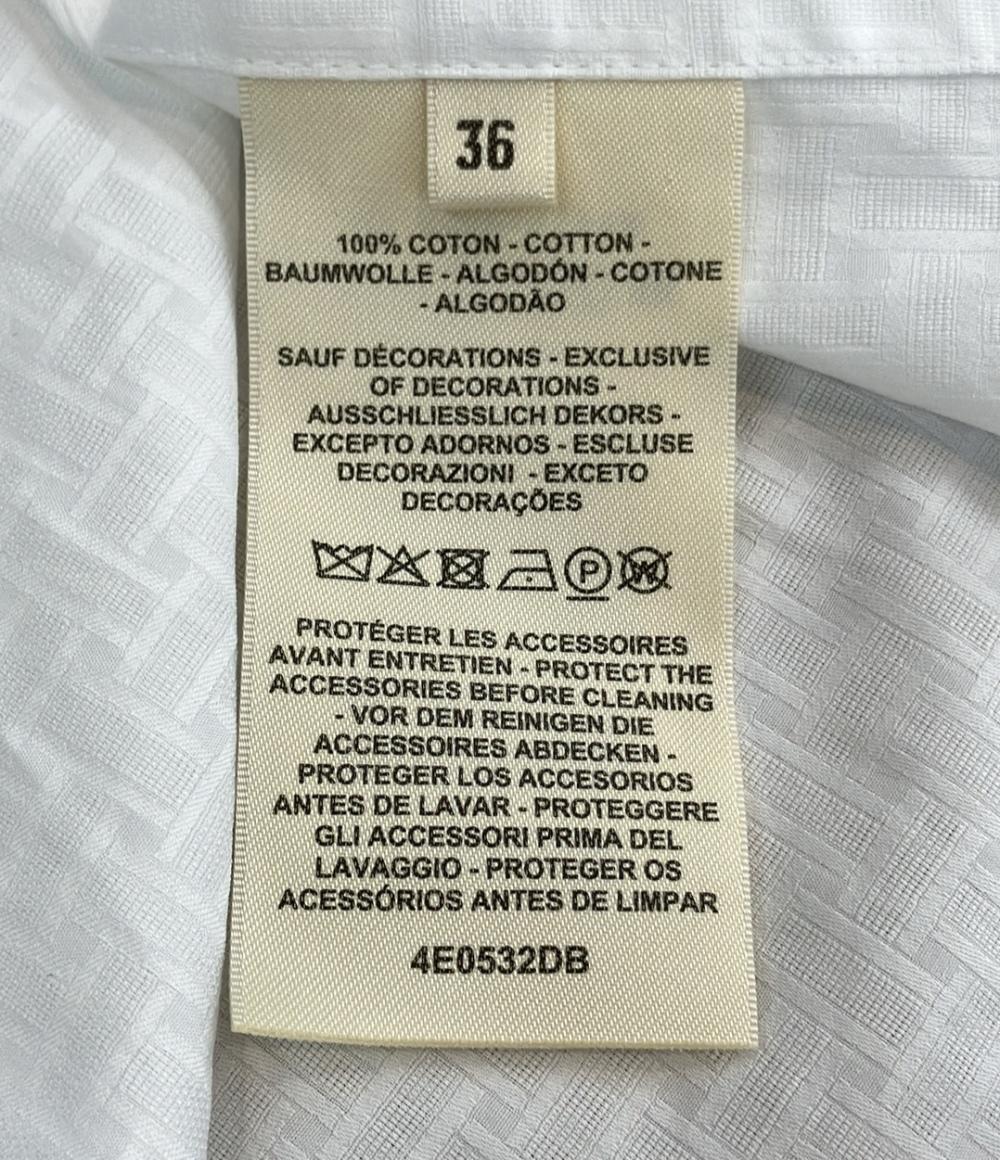 36
100% COTON - COTTON -
BAUMWOLLE - ALGODÓN - COTONE
- ALGODÃO
SAUF DÉCORATIONS - EXCLUSIVE
OF DECORATIONS -
AUSSCHLIESSLICH DEKORS -
EXCEPTO ADORNOS - ESCLUSE
DECORAZIONI - EXCETO
DECORAÇÕES
P W
PROTÉGER LES ACCESSOIRES
AVANT ENTRETIEN - PROTECT THE
ACCESSORIES BEFORE CLEANING
- VOR DEM REINIGEN DIE
ACCESSOIRES ABDECKEN -
PROTEGER LOS ACCESORIOS
ANTES DE LAVAR - PROTEGGERE
GLI ACCESSORI PRIMA DEL
LAVAGGIO - PROTEGER OS
ACESSÓRIOS ANTES DE LIMPAR
4E0532DB